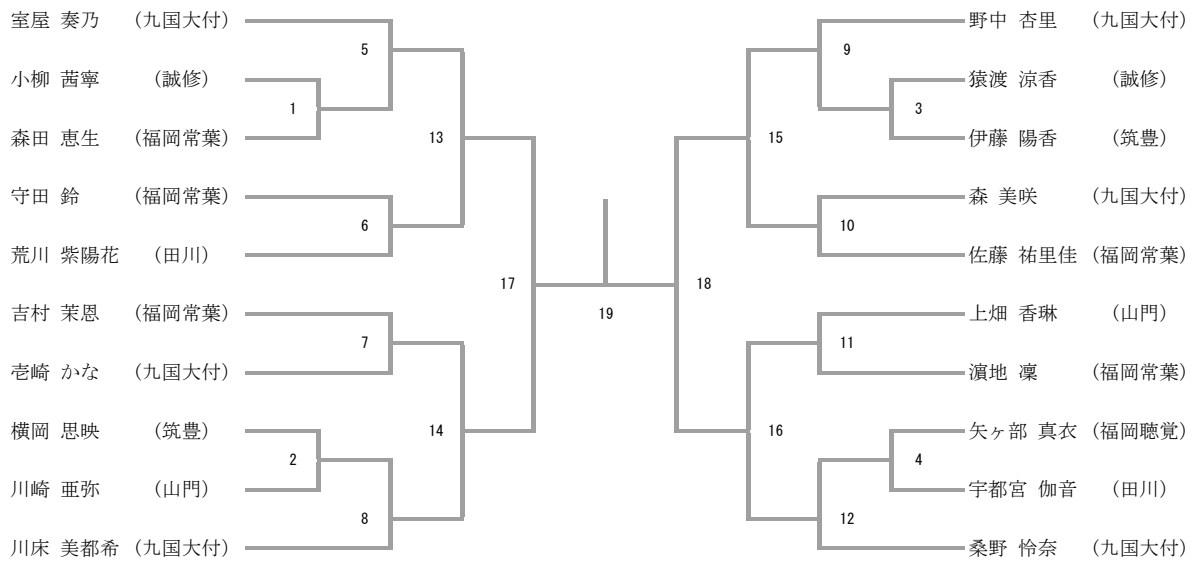 室屋 奏乃 （九国大付）
小柳 茜寧 （誠修）
森田 恵生 （福岡常葉）
守田 鈴 （福岡常葉）
荒川 紫陽花 （田川）
吉村 茉恩 （福岡常葉）
壱崎 かな （九国大付）
横岡 思映 （筑豊）
川崎 亜弥 （山門）
川床 美都希 （九国大付）
5
1
13
6
17
7
14
2
8
19
9
3
15
10
18
11
16
4
12
野中 杏里 （九国大付）
猿渡 涼香 （誠修）
伊藤 陽香 （筑豊）
森 美咲 （九国大付）
佐藤 祐里佳 （福岡常葉）
上畑 香琳 （山門）
濵地 凜 （福岡常葉）
矢ヶ部 真衣 （福岡聴覚）
宇都宮 伽音 （田川）
桑野 怜奈 （九国大付）